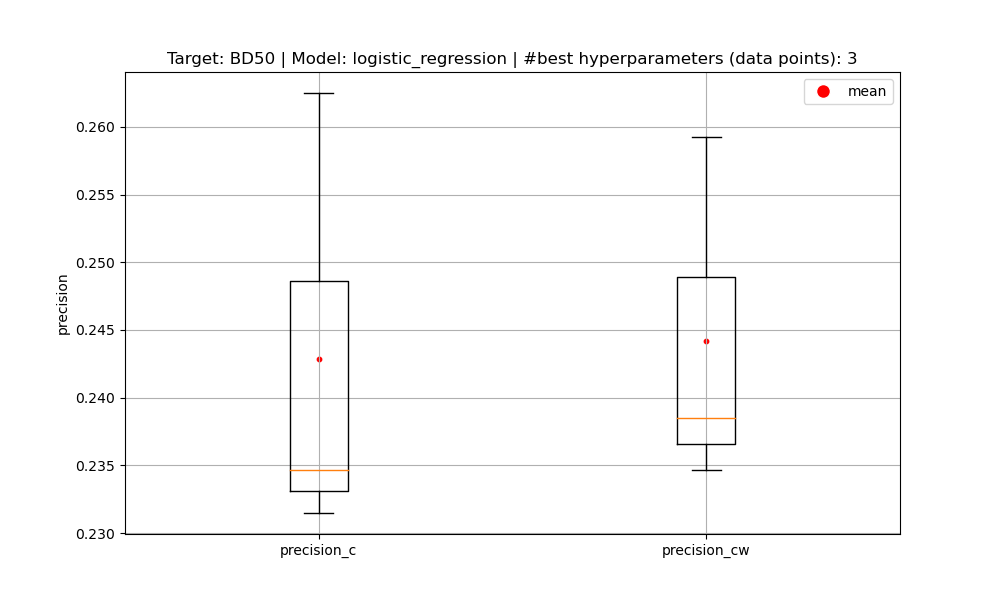 Target: BD50 | Model: logistic_regression | #best hyperparameters (data points): 3
mean
0.260
0.255
0.250
0.245
0.240
0.235
0.230
precision
precision_c
precision_cw